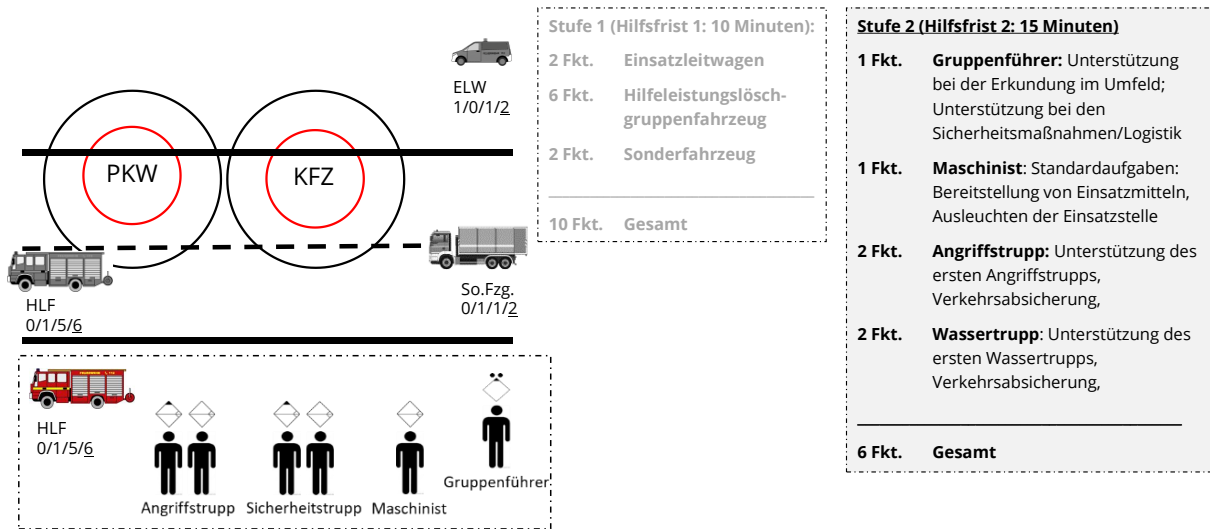 ELW
1/0/1/2
PKW
KFZ
HLF
0/1/5/6
So.Fzg.
0/1/1/2
HLF
0/1/5/6
Angriffstrupp
Sicherheitstrupp
Maschinist
Gruppenführer
Stufe 1 (Hilfsfrist 1: 10 Minuten):
2 Fkt. Einsatzleitwagen
6 Fkt. Hilfeleistungslösch-
gruppenfahrzeug
2 Fkt. Sonderfahrzeug
10 Fkt. Gesamt
Stufe 2 (Hilfsfrist 2: 15 Minuten)
1 Fkt. Gruppenführer: Unterstützung
bei der Erkundung im Umfeld;
Unterstützung bei den
Sicherheitsmaßnahmen/Logistik
1 Fkt. Maschinist: Standardaufgaben:
Bereitstellung von Einsatzmitteln,
Ausleuchten der Einsatzstelle
2 Fkt. Angriffstrupp: Unterstützung des
ersten Angriffstrupps,
Verkehrsabsicherung,
2 Fkt. Wassertrupp: Unterstützung des
ersten Wassertrupps,
Verkehrsabsicherung,
6 Fkt. Gesamt